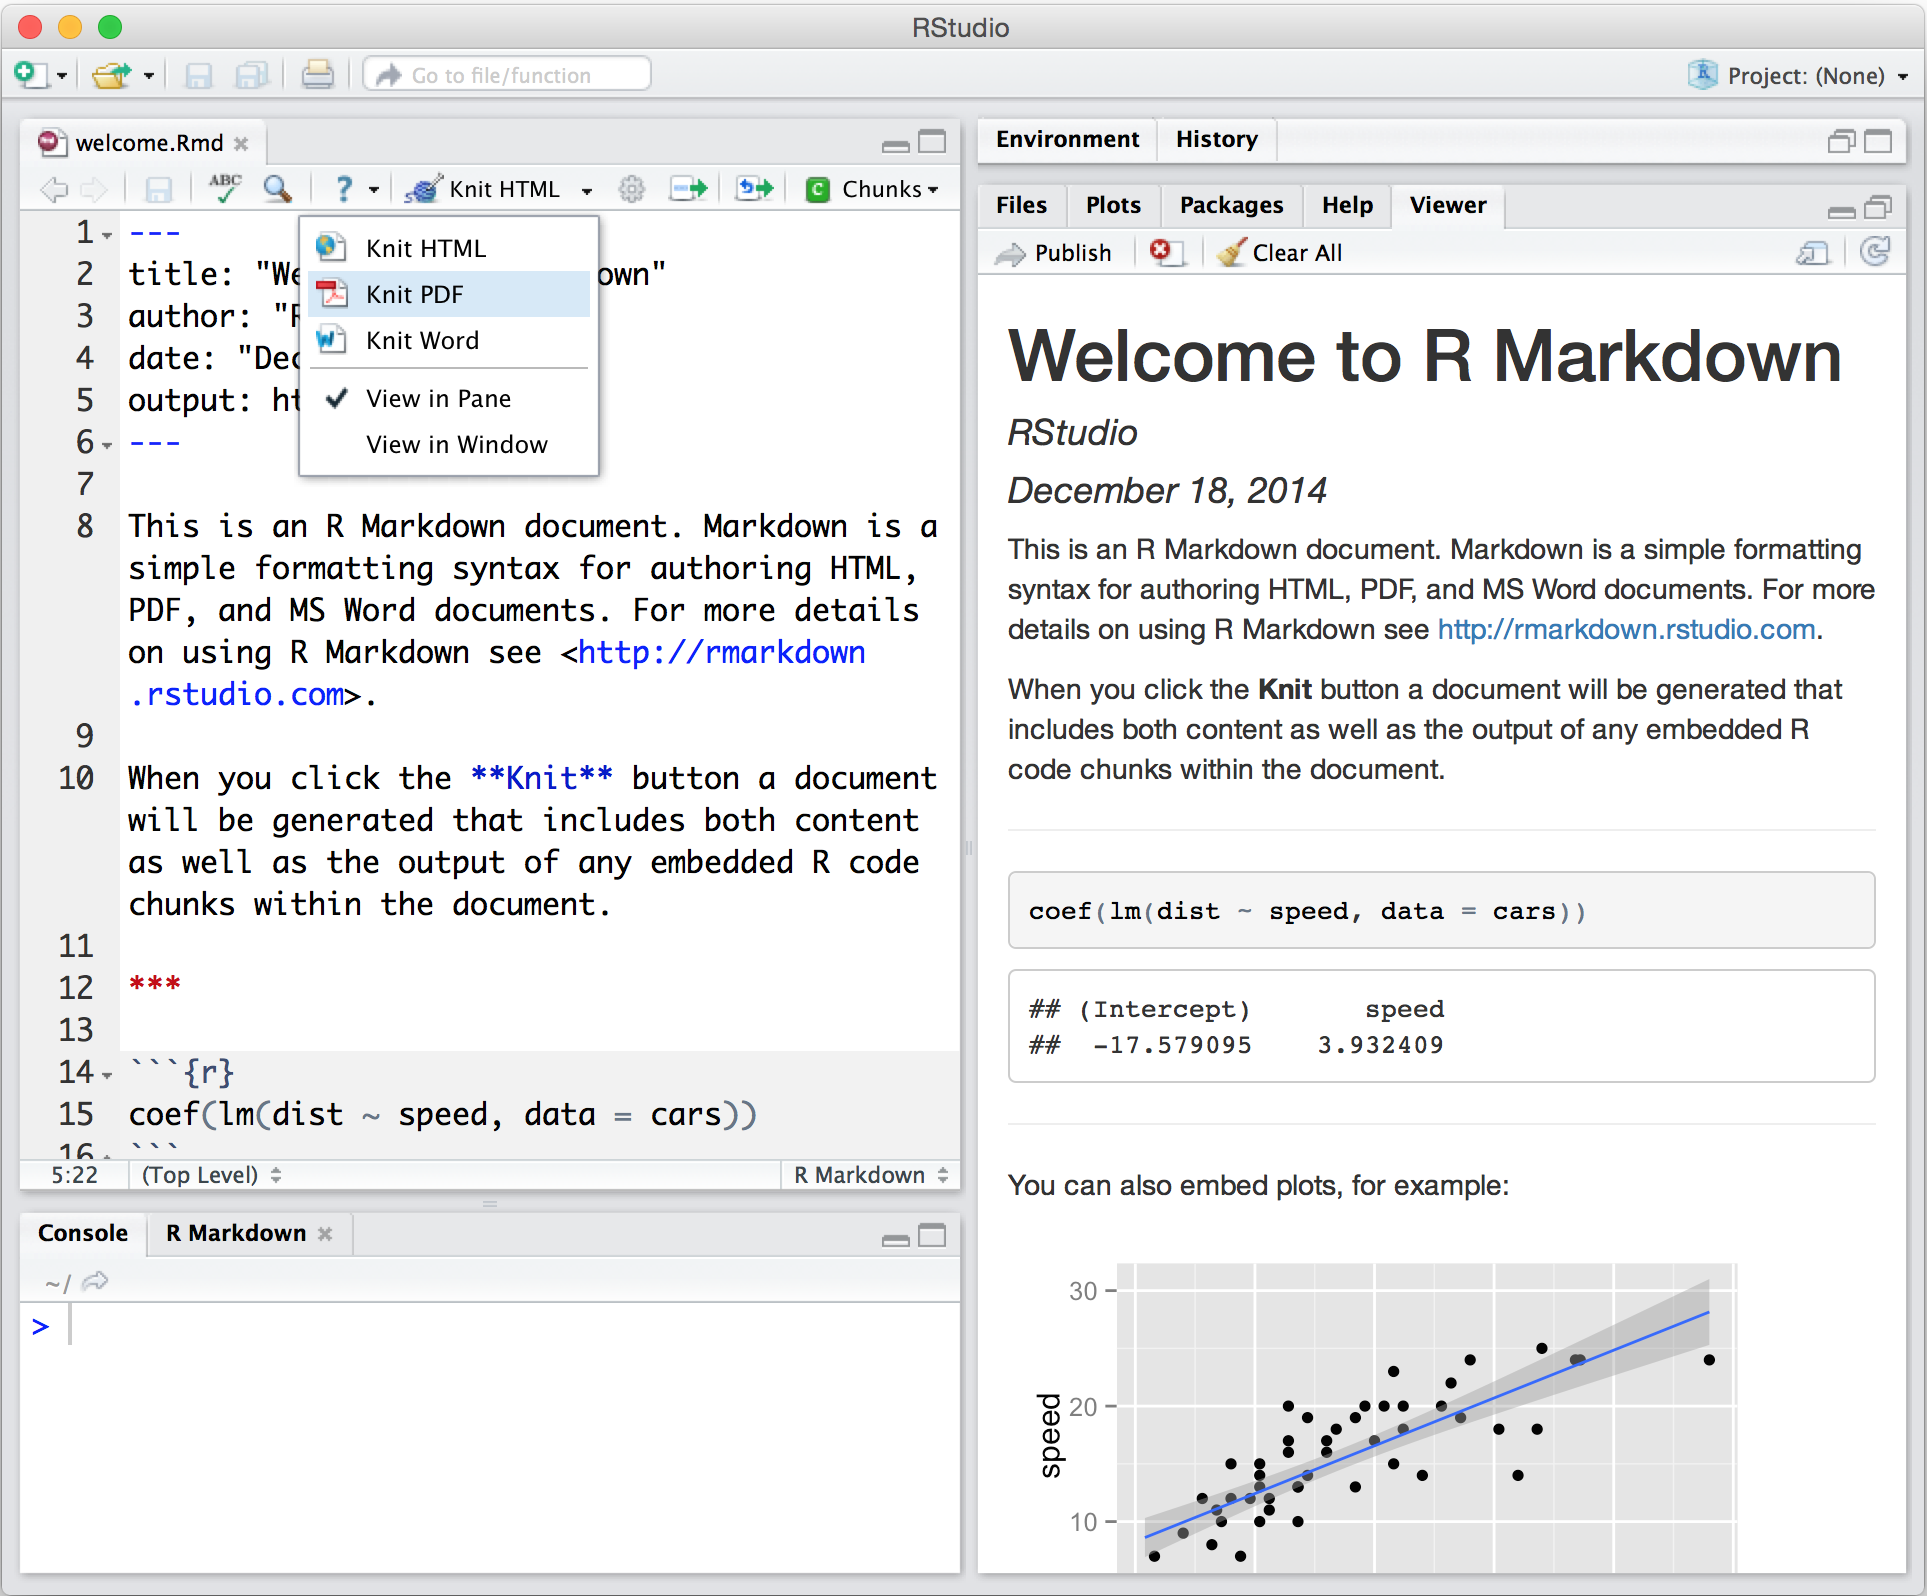 RStudio
Go to file/function
Project: (None)
welcome.Rmd
ABC
?
Knit HTML
C Chunks
Knit HTML
Knit PDF
Knit Word
View in Pane
View in Window
1 ---
2 title: "We own"
3 author: "R
4 date: "Dec
5 output: ht
6 ---
7
8 This is an R Markdown document. Markdown is a
simple formatting syntax for authoring HTML,
PDF, and MS Word documents. For more details
on using R Markdown see <http://rmarkdown
.rstudio.com>.
9
10 When you click the **Knit** button a document
will be generated that includes both content
as well as the output of any embedded R code
chunks within the document.
11
12 ***
13
14 ```{r}
15 coef(lm(dist ~ speed, data = cars))
16 ```
5:22 (Top Level) R Markdown
Console R Markdown
~/
>
Environment History
Files Plots Packages Help Viewer
Publish Clear All
Welcome to R Markdown
RStudio
December 18, 2014
This is an R Markdown document. Markdown is a simple formatting
syntax for authoring HTML, PDF, and MS Word documents. For more
details on using R Markdown see http://rmarkdown.rstudio.com.
When you click the Knit button a document will be generated that
includes both content as well as the output of any embedded R
code chunks within the document.
coef(lm(dist ~ speed, data = cars))
## (Intercept) speed
## -17.579095 3.932409
You can also embed plots, for example:
30
20
10
speed